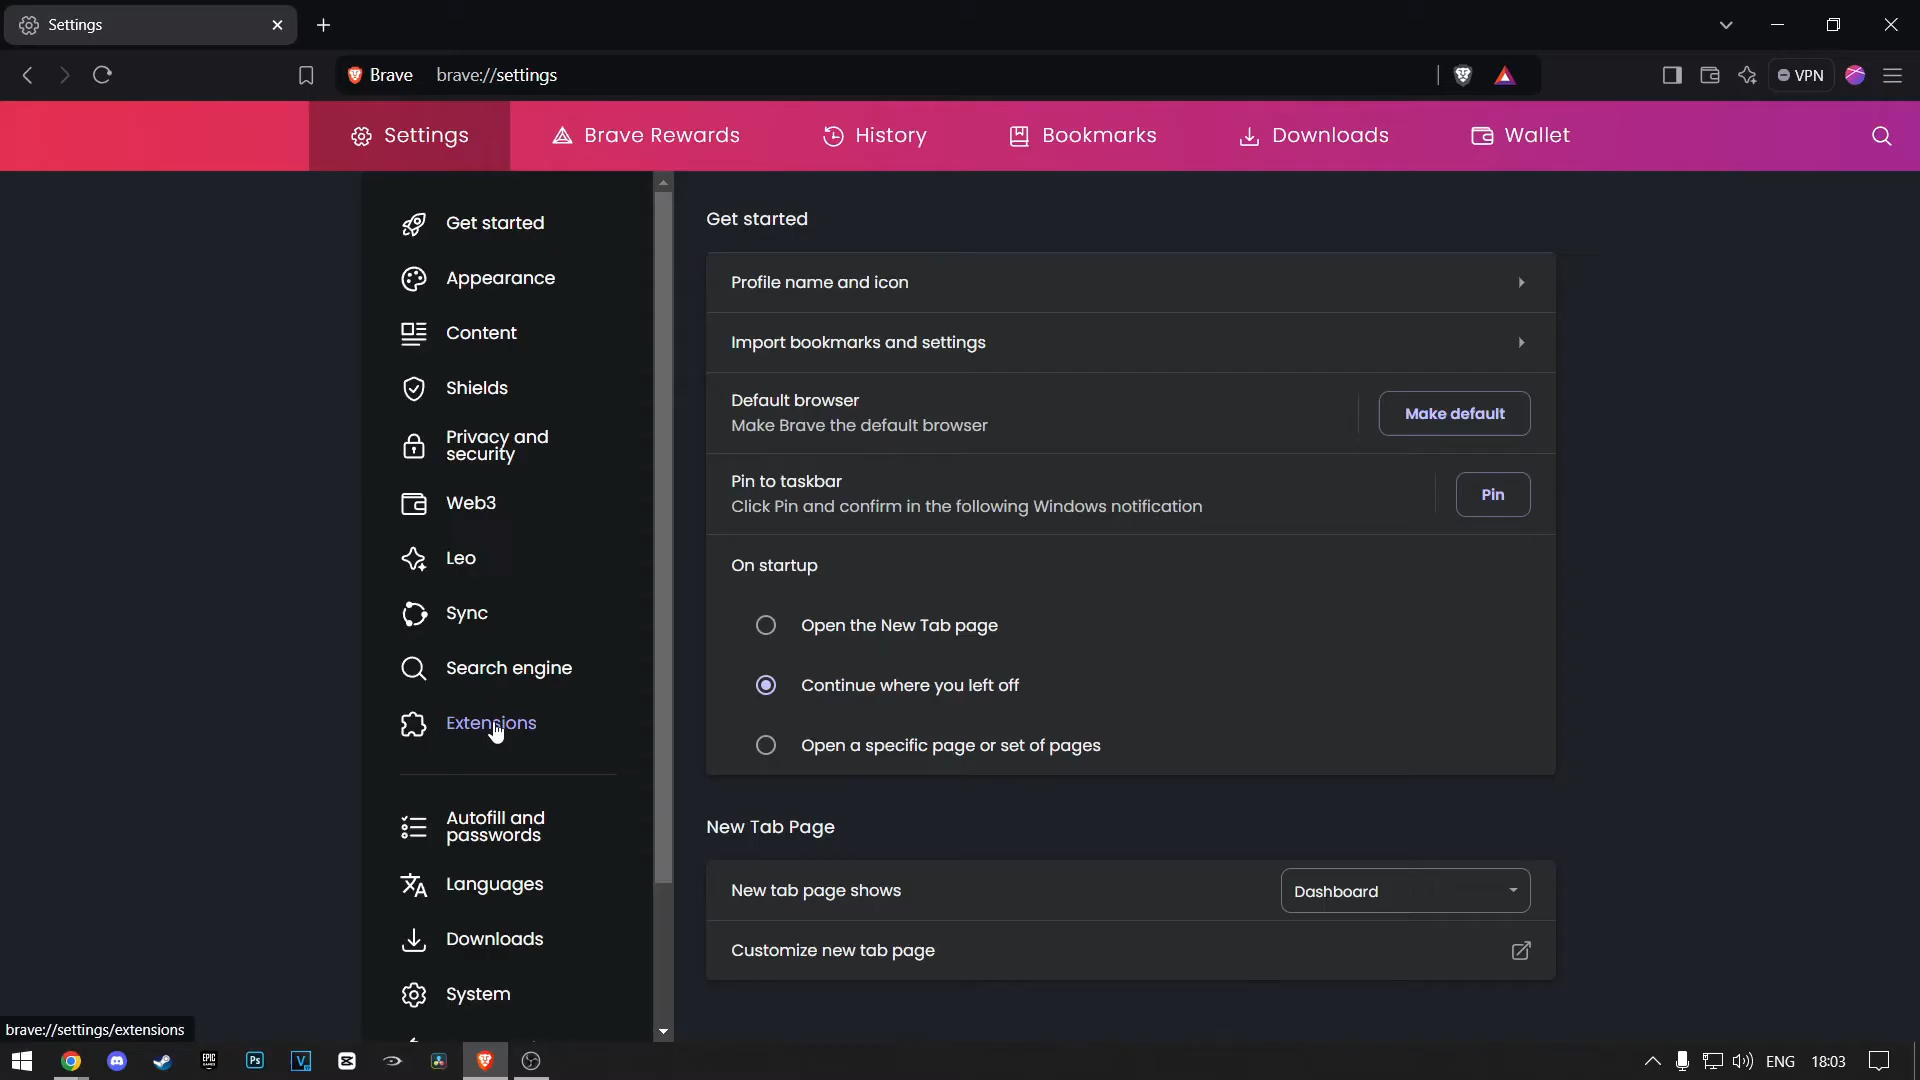 Settings
Brave
brave://settings
VPN
Settings
Brave Rewards
History
Bookmarks
Downloads
Wallet
Get started
Appearance
Content
Shields
Privacy and
security
Web3
Leo
Sync
Search engine
Extensions
Autofill and
passwords
Languages
Downloads
System
Get started
Profile name and icon
Import bookmarks and settings
Default browser
Make Brave the default browser
Make default
Pin to taskbar
Click Pin and confirm in the following Windows notification
Pin
On startup
Open the New Tab page
Continue where you left off
Open a specific page or set of pages
New Tab Page
New tab page shows
Dashboard
Customize new tab page
brave://settings/extensions
EPIC
GAMES
Ps
V
ENG
18:03